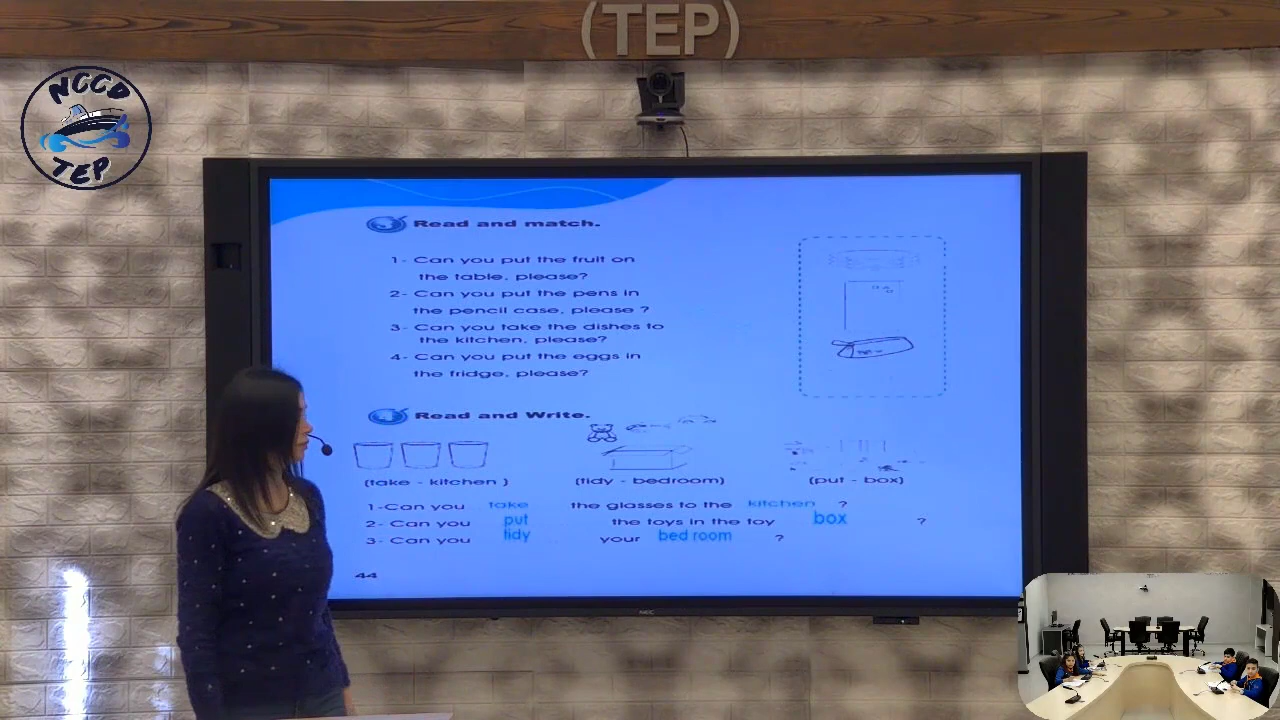 (TEP)
NCCD
TEP
Read and match.
1- Can you put the fruit on
the table, please?
2- Can you put the pens in
the pencil case, please ?
3- Can you take the dishes to
the kitchen, please?
4- Can you put the eggs in
the fridge, please?
Read and Write.
(take - kitchen )
(tidy - bedroom)
(put - box)
1-Can you take the glasses to the kitchen ?
2- Can you put the toys in the toy box ?
3- Can you tidy your bed room ?
44
NEC